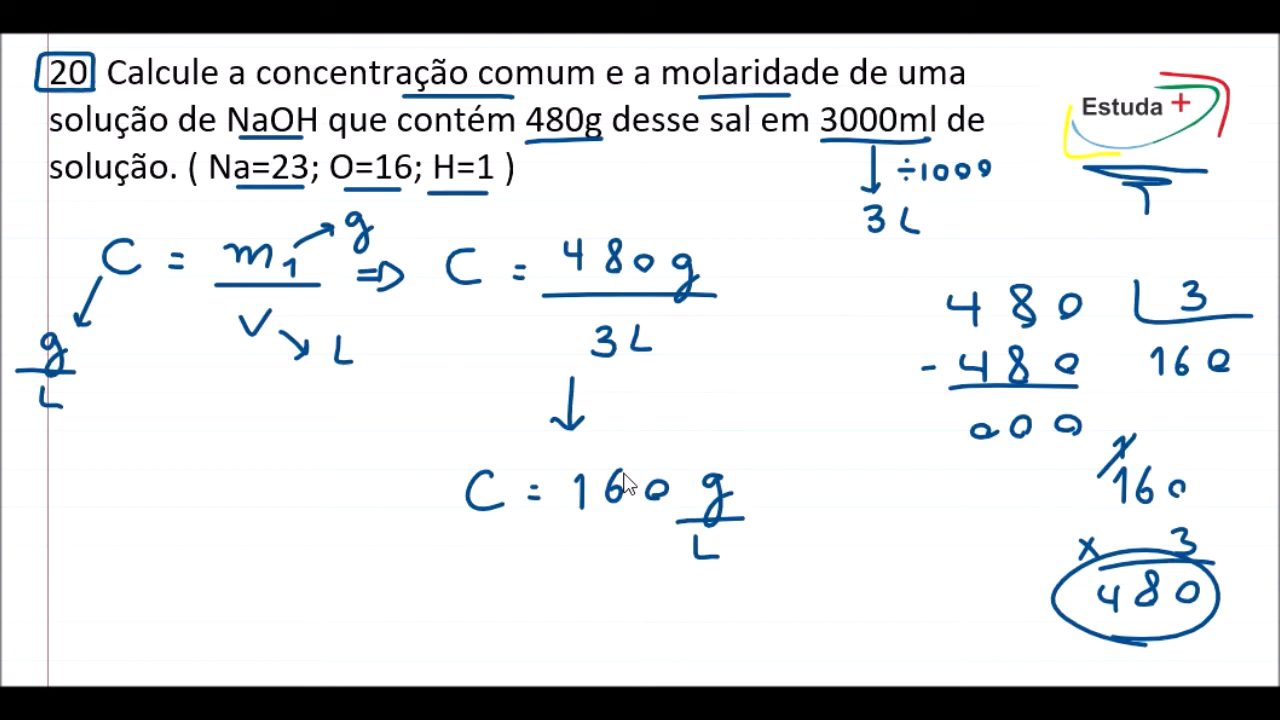 20 Calcule a concentração comum e a molaridade de uma
solução de NaOH que contém 480g desse sal em 3000ml de
solução. ( Na=23; O=16; H=1 )
Estuda +
÷1000
3 L
C = m1 / V
g
L
g / L
⇒ C = 480g / 3L
C = 160 g / L
480 3
- 480 160
000
1
160
x 3
480